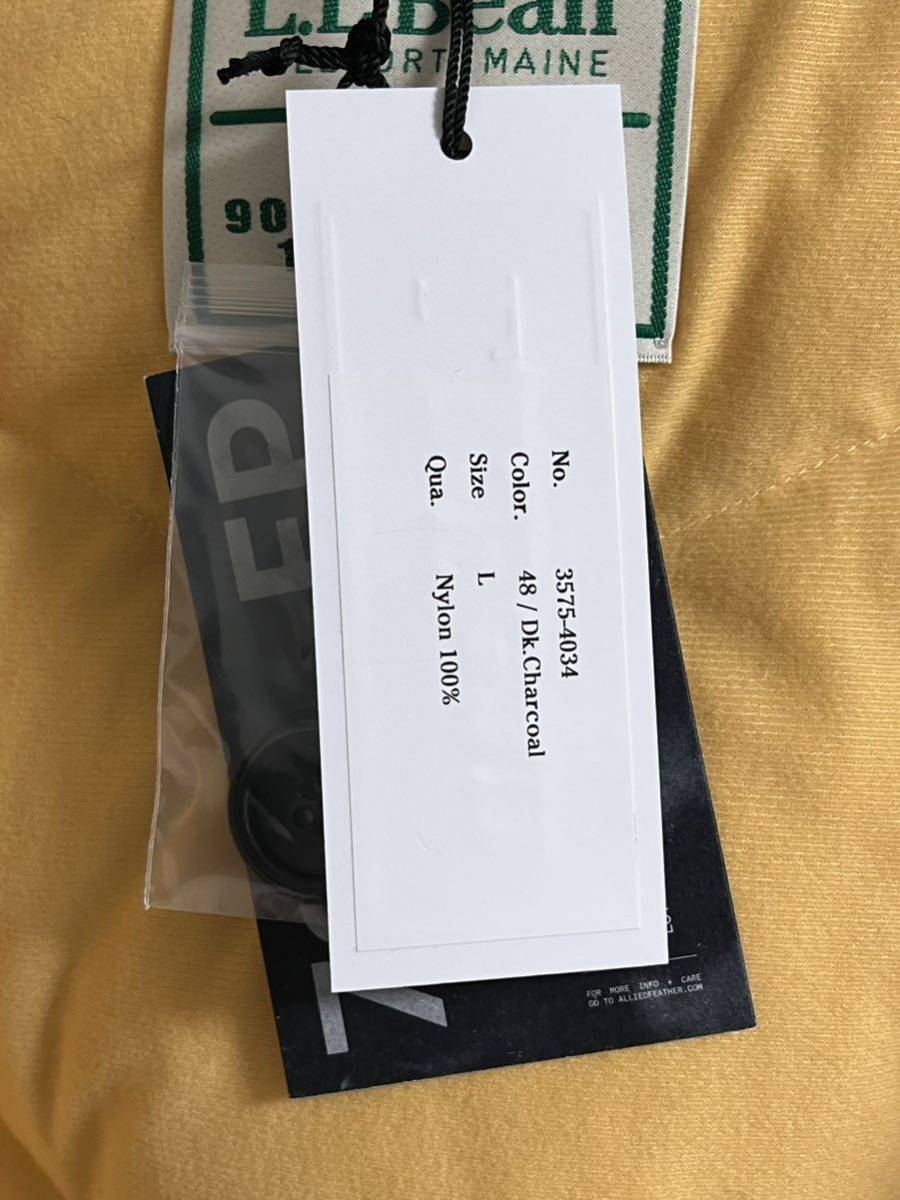 L.L.Bean
MAINE
90
No. 3575-4034
Color. 48 / Dk.Charcoal
Size L
Qua. Nylon 100%
FOR MORE INFO + CARE
GO TO ALLIEDFEATHER.COM